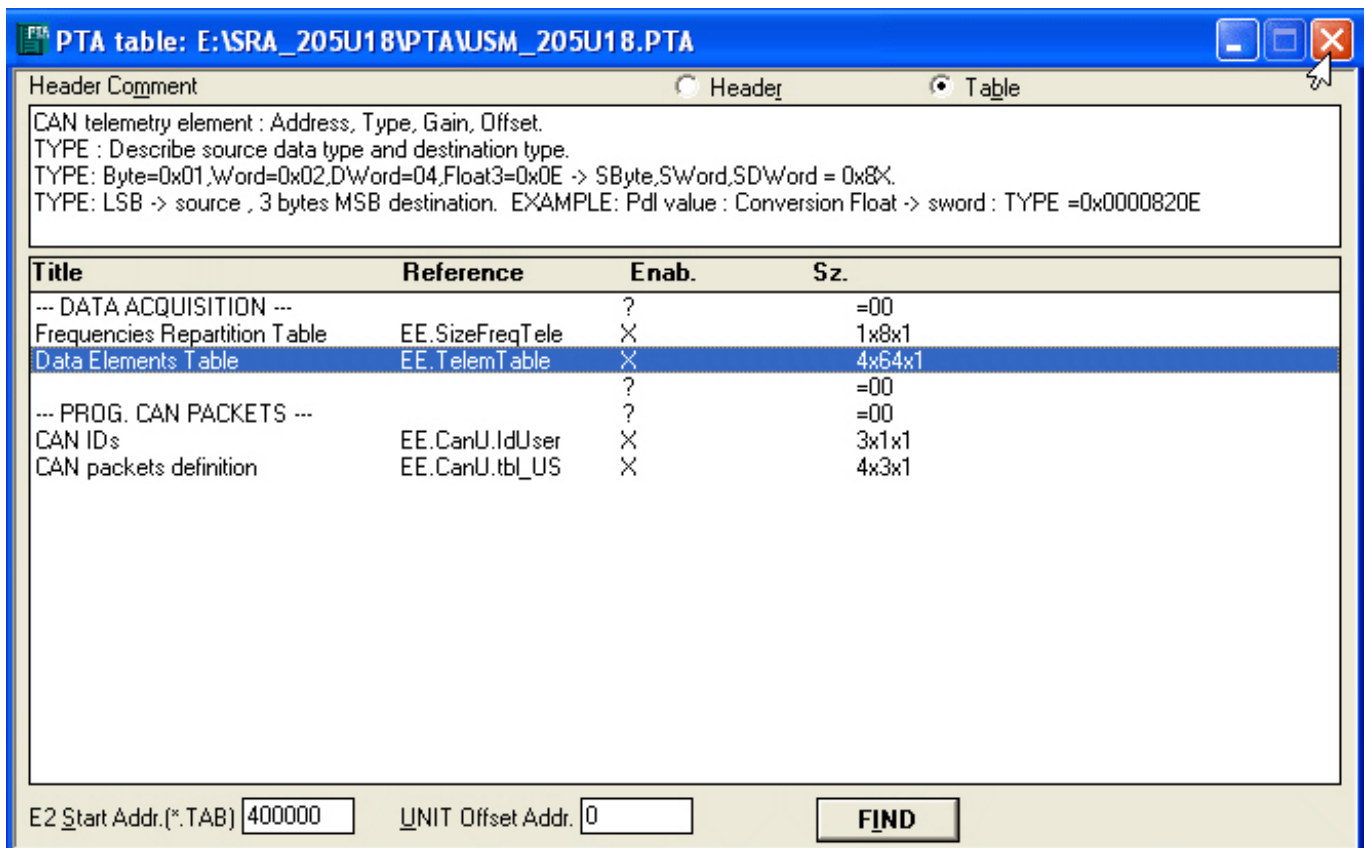 PTA table: E:\SRA_205U18\PTA\USM_205U18.PTA
Header Comment Header Table
CAN telemetry element : Address, Type, Gain, Offset.
TYPE : Describe source data type and destination type.
TYPE: Byte=0x01,Word=0x02,DWord=04,Float3=0x0E -> SByte,SWord,SDWord = 0x8X.
TYPE: LSB -> source , 3 bytes MSB destination. EXAMPLE: Pdl value : Conversion Float -> sword : TYPE =0x0000820E
Title Reference Enab. Sz.
--- DATA ACQUISITION --- ? =00
Frequencies Repartition Table EE.SizeFreqTele X 1x8x1
Data Elements Table EE.TelemTable X 4x64x1
? =00
--- PROG. CAN PACKETS --- ? =00
CAN IDs EE.CanU.IdUser X 3x1x1
CAN packets definition EE.CanU.tbl_US X 4x3x1
E2 Start Addr.(*.TAB) 400000 UNIT Offset Addr. 0 FIND